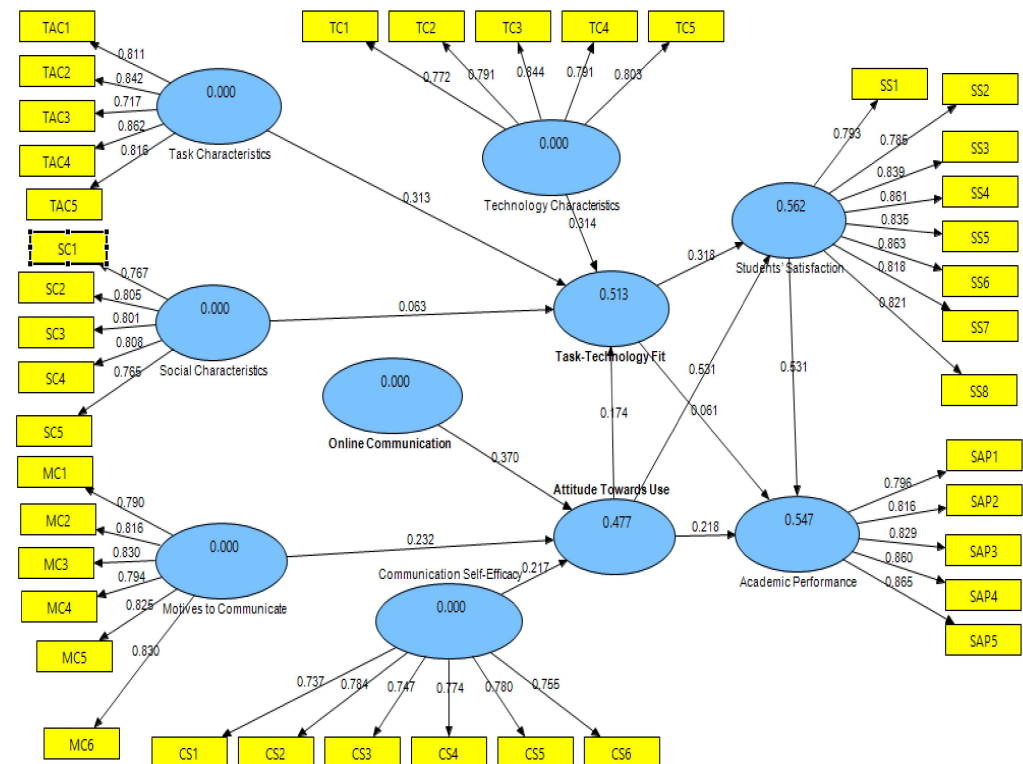 TAC1
TAC2
TAC3
TAC4
TAC5
0.811
0.842
0.717
0.862
0.816
0.000
Task Characteristics
TC1
TC2
TC3
TC4
TC5
0.772
0.791
0.844
0.791
0.803
0.000
Technology Characteristics
0.313
0.314
SC1
SC2
SC3
SC4
SC5
0.767
0.805
0.801
0.808
0.765
0.000
Social Characteristics
0.063
0.513
Task-Technology Fit
0.318
0.000
Online Communication
0.370
0.174
0.531
0.061
SS1
SS2
SS3
SS4
SS5
SS6
SS7
SS8
0.793
0.785
0.839
0.861
0.835
0.863
0.818
0.821
0.562
Students' Satisfaction
0.531
MC1
MC2
MC3
MC4
MC5
MC6
0.790
0.816
0.830
0.794
0.825
0.830
0.000
Motives to Communicate
0.232
Attitude Towards Use
0.477
0.218
Communication Self-Efficacy
0.217
0.000
0.737
0.784
0.747
0.774
0.780
0.755
CS1
CS2
CS3
CS4
CS5
CS6
0.547
Academic Performance
0.796
0.816
0.829
0.860
0.865
SAP1
SAP2
SAP3
SAP4
SAP5